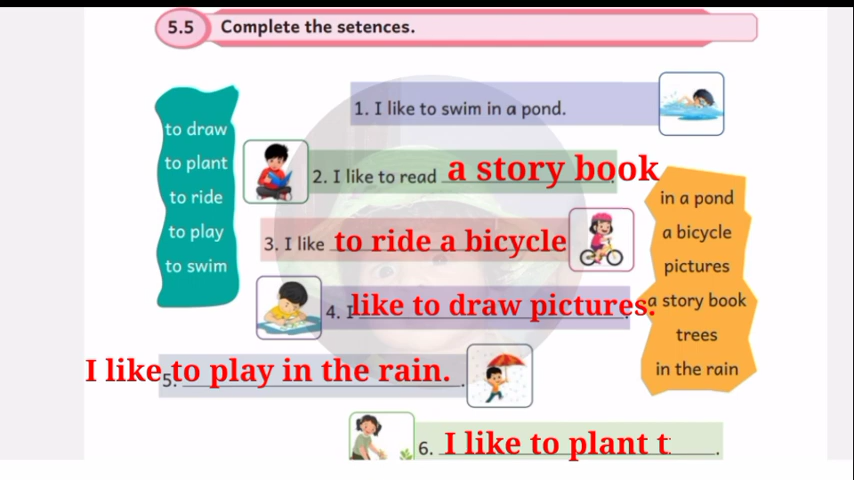 5.5 Complete the setences.
1. I like to swim in a pond.
to draw
to plant
to ride
to play
to swim
2. I like to read a story book.
3. I like to ride a bicycle
4. I like to draw pictures.
5. I like to play in the rain.
6. I like to plant t
in a pond
a bicycle
pictures
a story book
trees
in the rain